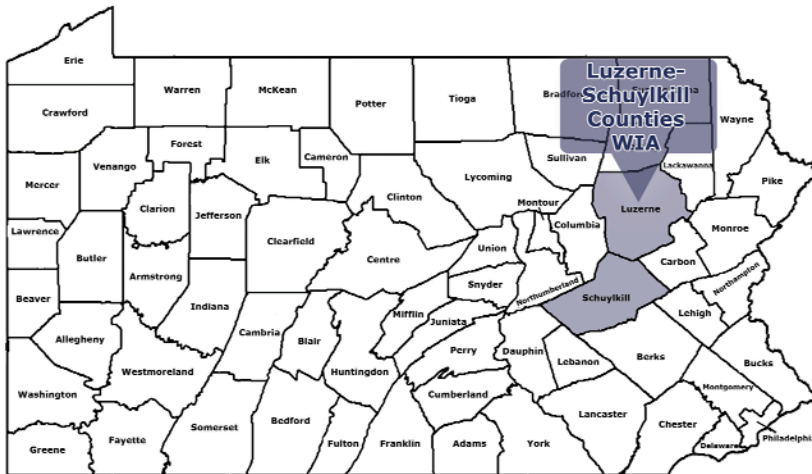 Erie
Crawford
Warren
McKean
Potter
Tioga
Luzerne-
Schuylkill
Counties
WIA
Wayne
Forest
Elk
Cameron
Venango
Mercer
Clarion
Jefferson
Clinton
Lycoming
Sullivan
Lackawanna
Pike
Luzerne
Monroe
Montour
Columbia
Lawrence
Butler
Clearfield
Centre
Union
Carbon
Northampton
Armstrong
Beaver
Indiana
Snyder
Northumberland
Schuylkill
Lehigh
Mifflin
Juniata
Allegheny
Cambria
Blair
Perry
Dauphin
Lebanon
Berks
Bucks
Westmoreland
Huntingdon
Washington
Cumberland
Montgomery
Lancaster
Chester
Somerset
Bedford
Philadelphi
Fayette
Greene
Fulton
Franklin
Adams
York
Delaware